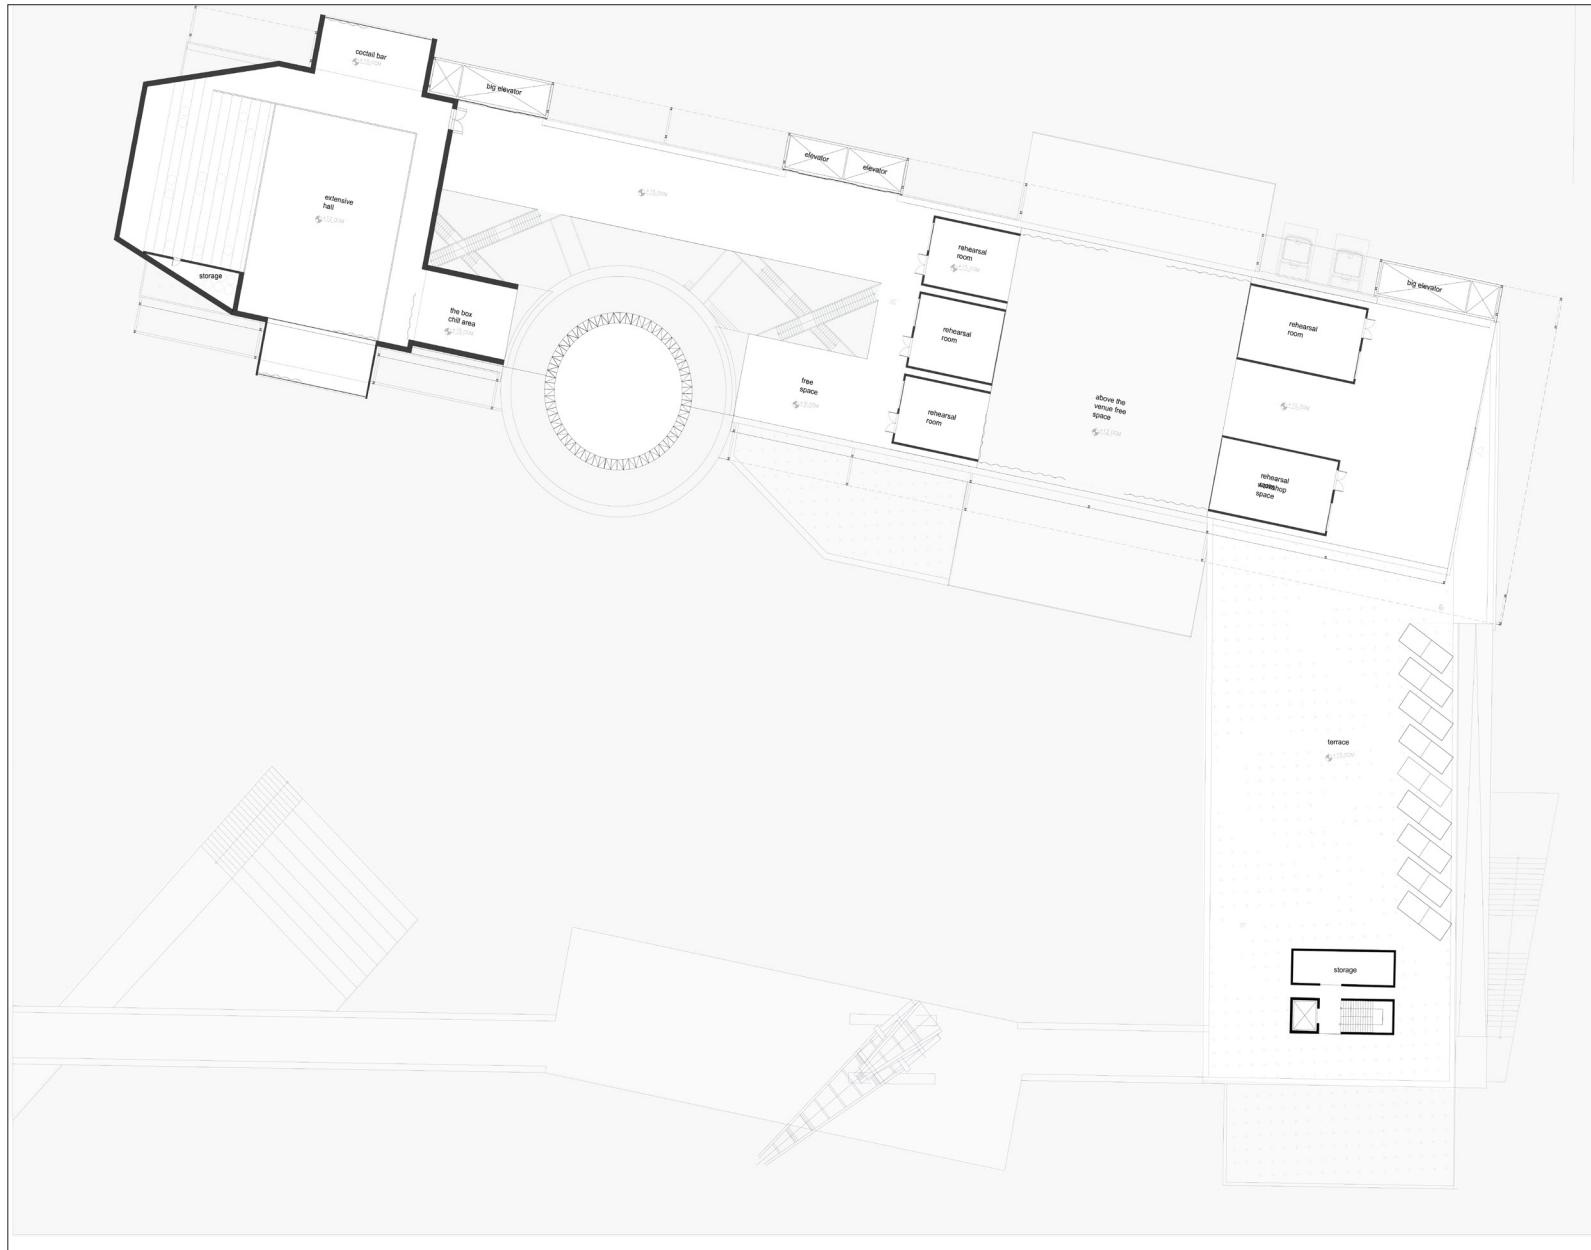 coctail bar
big elevator
elevator
elevator
extensive
hall
rehearsal
room
storage
big elevator
the box
chill area
rehearsal
room
rehearsal
room
free
space
above the
venue free
space
rehearsal
room
rehearsal
workshop
space
terrace
storage